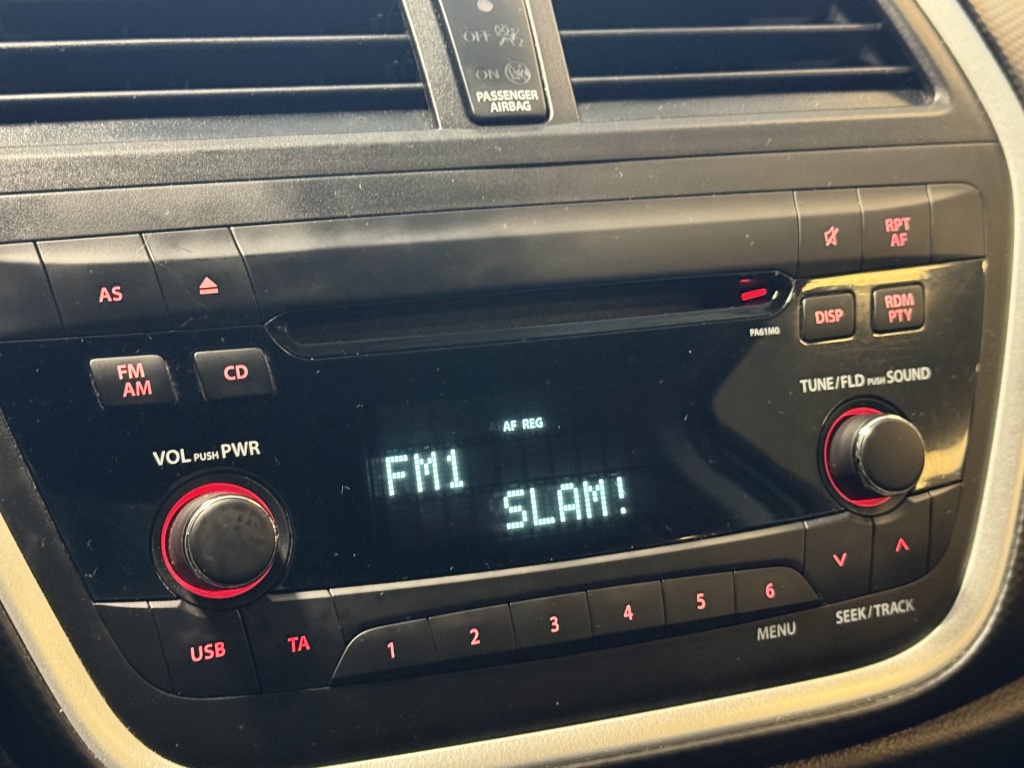 OFF
ON
PASSENGER
AIRBAG
AS
RPT
AF
DISP
RDM
PTY
PA61M0
FM
AM
CD
TUNE/FLD PUSH SOUND
VOL PUSH PWR
AF REG
FM1
SLAM!
USB
TA
1
2
3
4
5
6
MENU
SEEK/TRACK